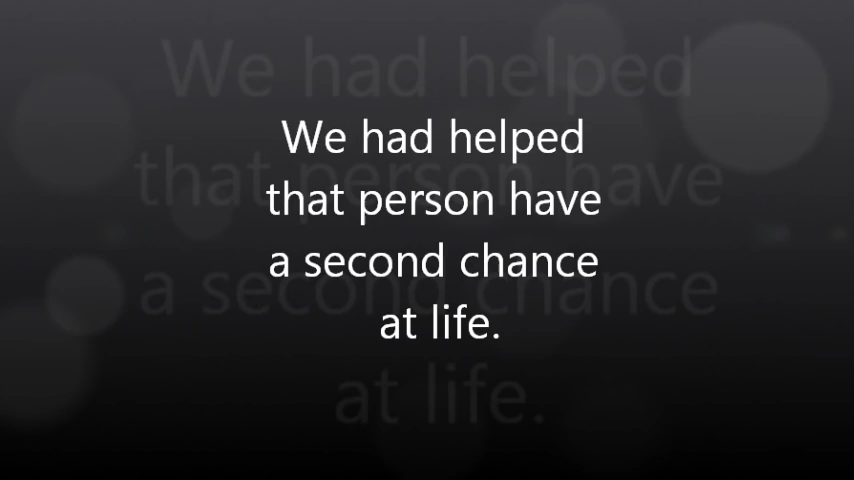 We had helped
that person have
a second chance
at life.